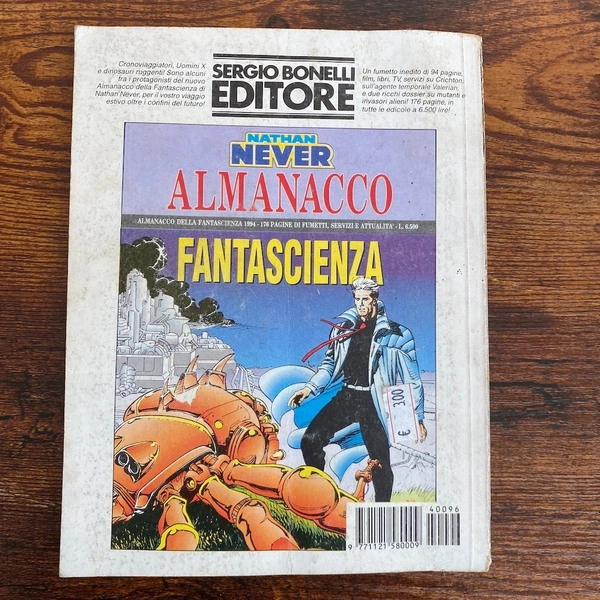 Cronoviaggiatori, Uomini X
e dinosauri ruggenti! Sono alcuni
tra i protagonisti del nuovo
Almanacco della Fantascienza di
Nathan Never, per il vostro viaggio
estivo oltre i confini del futuro!
SERGIO BONELLI
EDITORE
Un fumetto inedito di 94 pagine,
film, libri, TV, servizi su Crichton,
sull'agente temporale Valerian,
e due ricchi dossier su mutanti e
invasori alieni! 176 pagine, in
tutte le edicole a 6.500 lire!
NATHAN
NEVER
ALMANACCO
ALMANACCO DELLA FANTASCIENZA 1994 - 176 PAGINE DI FUMETTI, SERVIZI E ATTUALITA' - L. 6.500
FANTASCIENZA
€ 3.00
40096
9 771121 580009